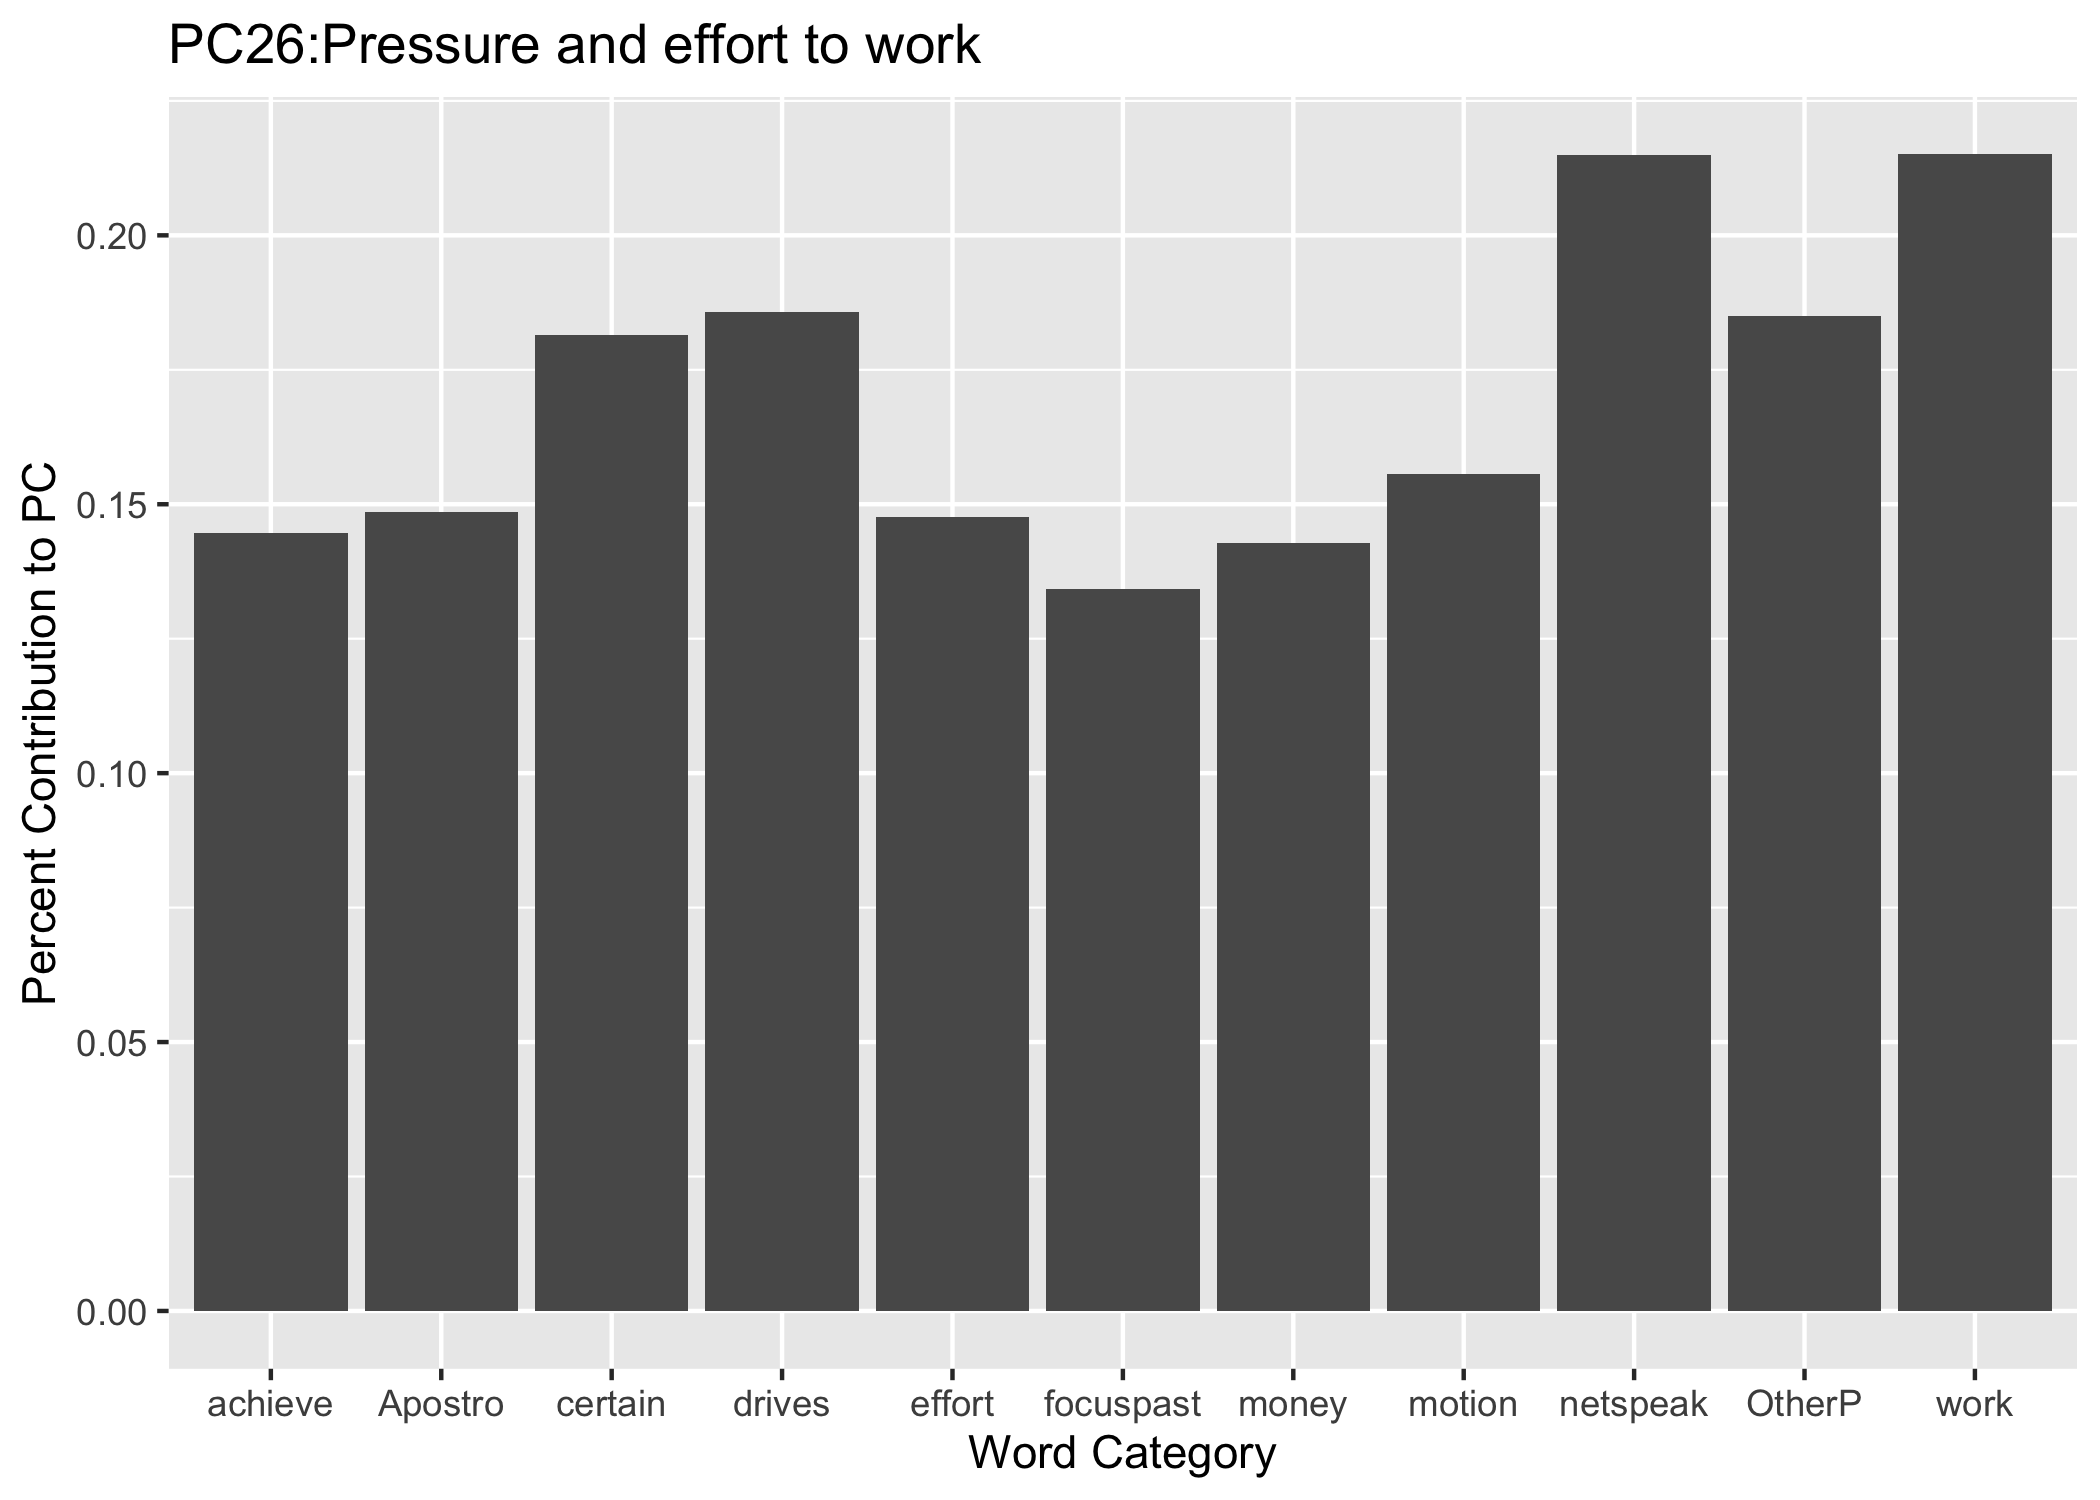 PC26:Pressure and effort to work
Percent Contribution to PC
0.20
0.15
0.10
0.05
0.00
achieve Apostro certain drives effort focuspast money motion netspeak OtherP work
Word Category